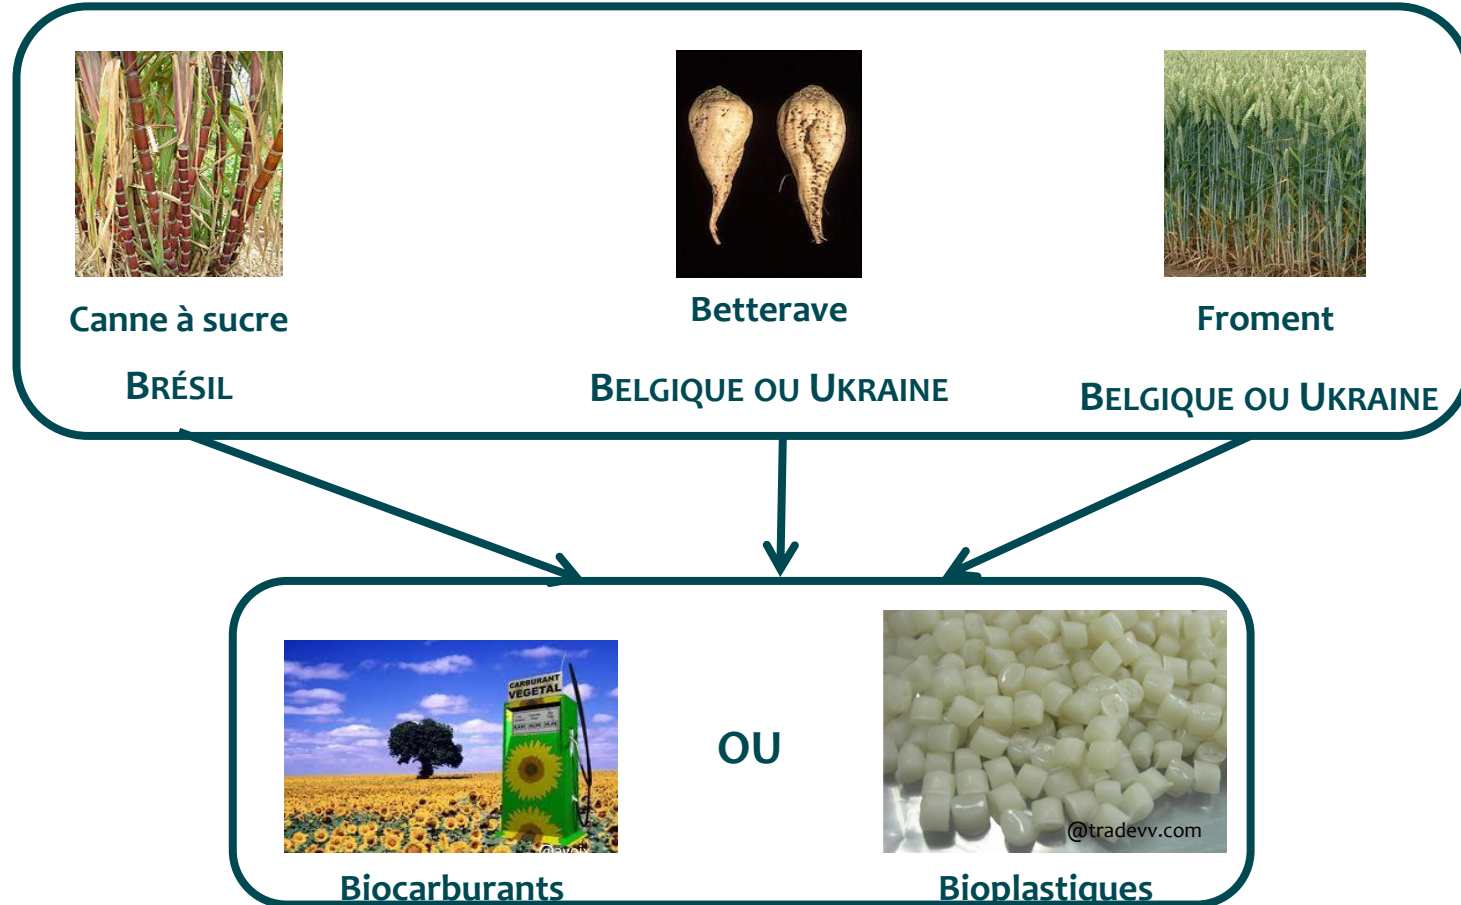 Canne à sucre
Betterave
Froment
BRÉSIL
BELGIQUE OU UKRAINE
BELGIQUE OU UKRAINE
CARBURANT
VEGETAL
OU
@tradevv.com
Biocarburants
Bioplastiques